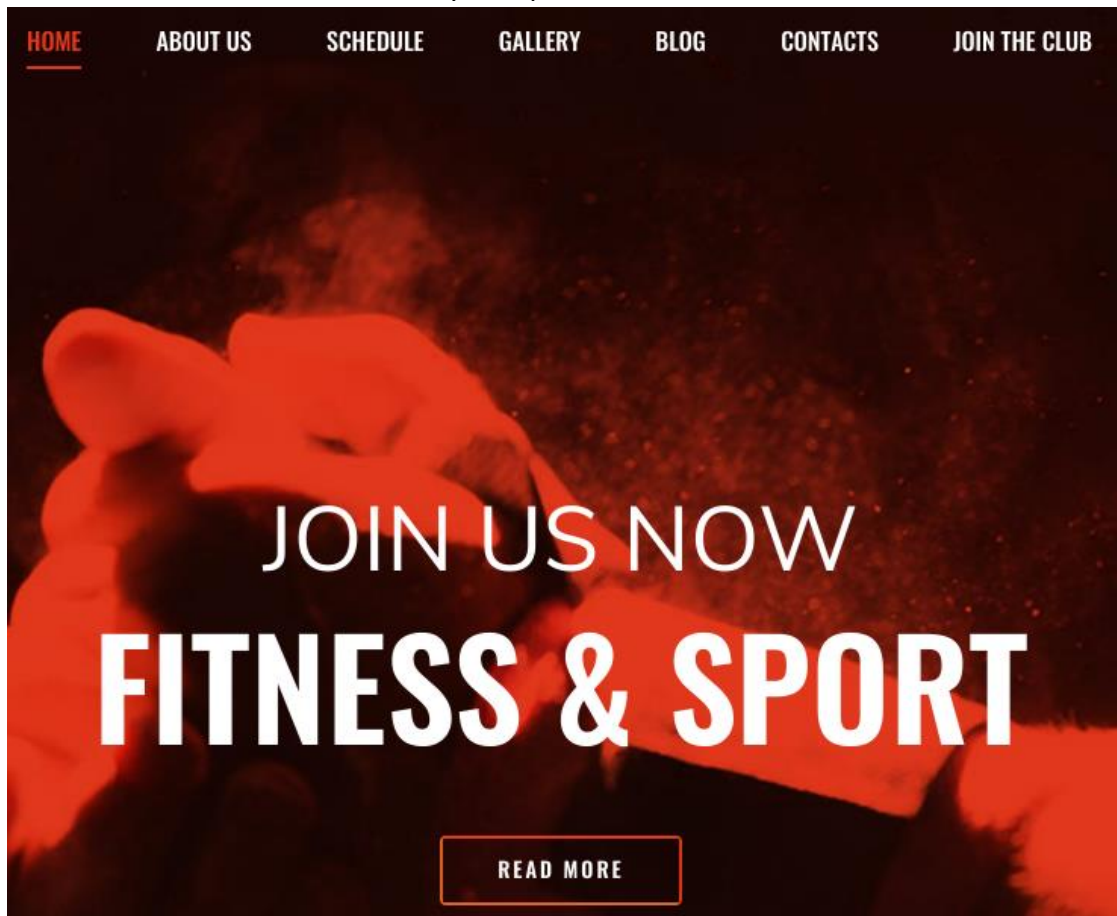 HOME ABOUT US SCHEDULE GALLERY BLOG CONTACTS JOIN THE CLUB
JOIN US NOW
FITNESS & SPORT
READ MORE